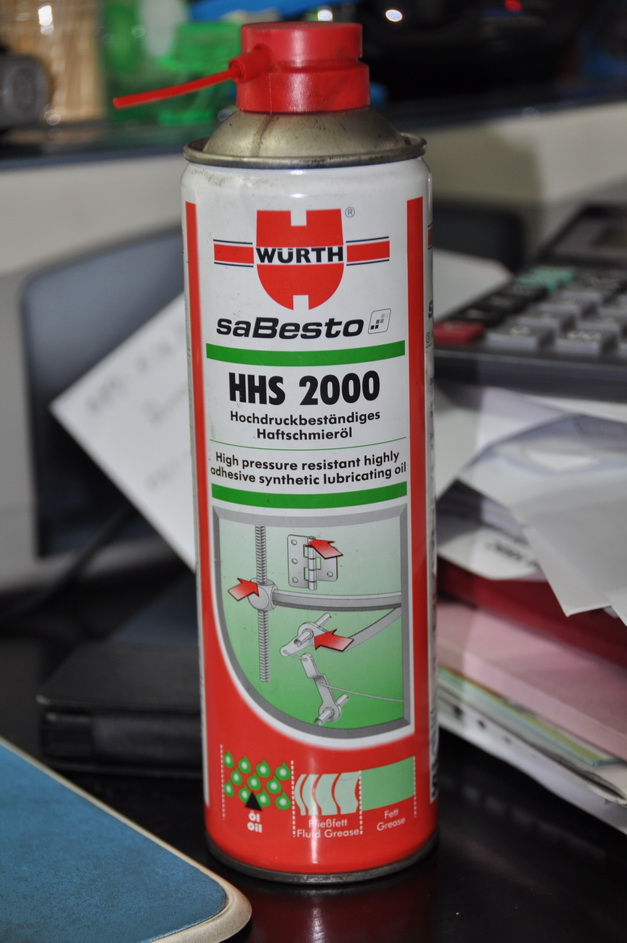 WÜRTH
®
saBesto
HHS 2000
Hochdruckbeständiges
Haftschmieröl
High pressure resistant highly
adhesive synthetic lubricating oil
Öl
Oil
Fließfett
Fluid Grease
Fett
Grease